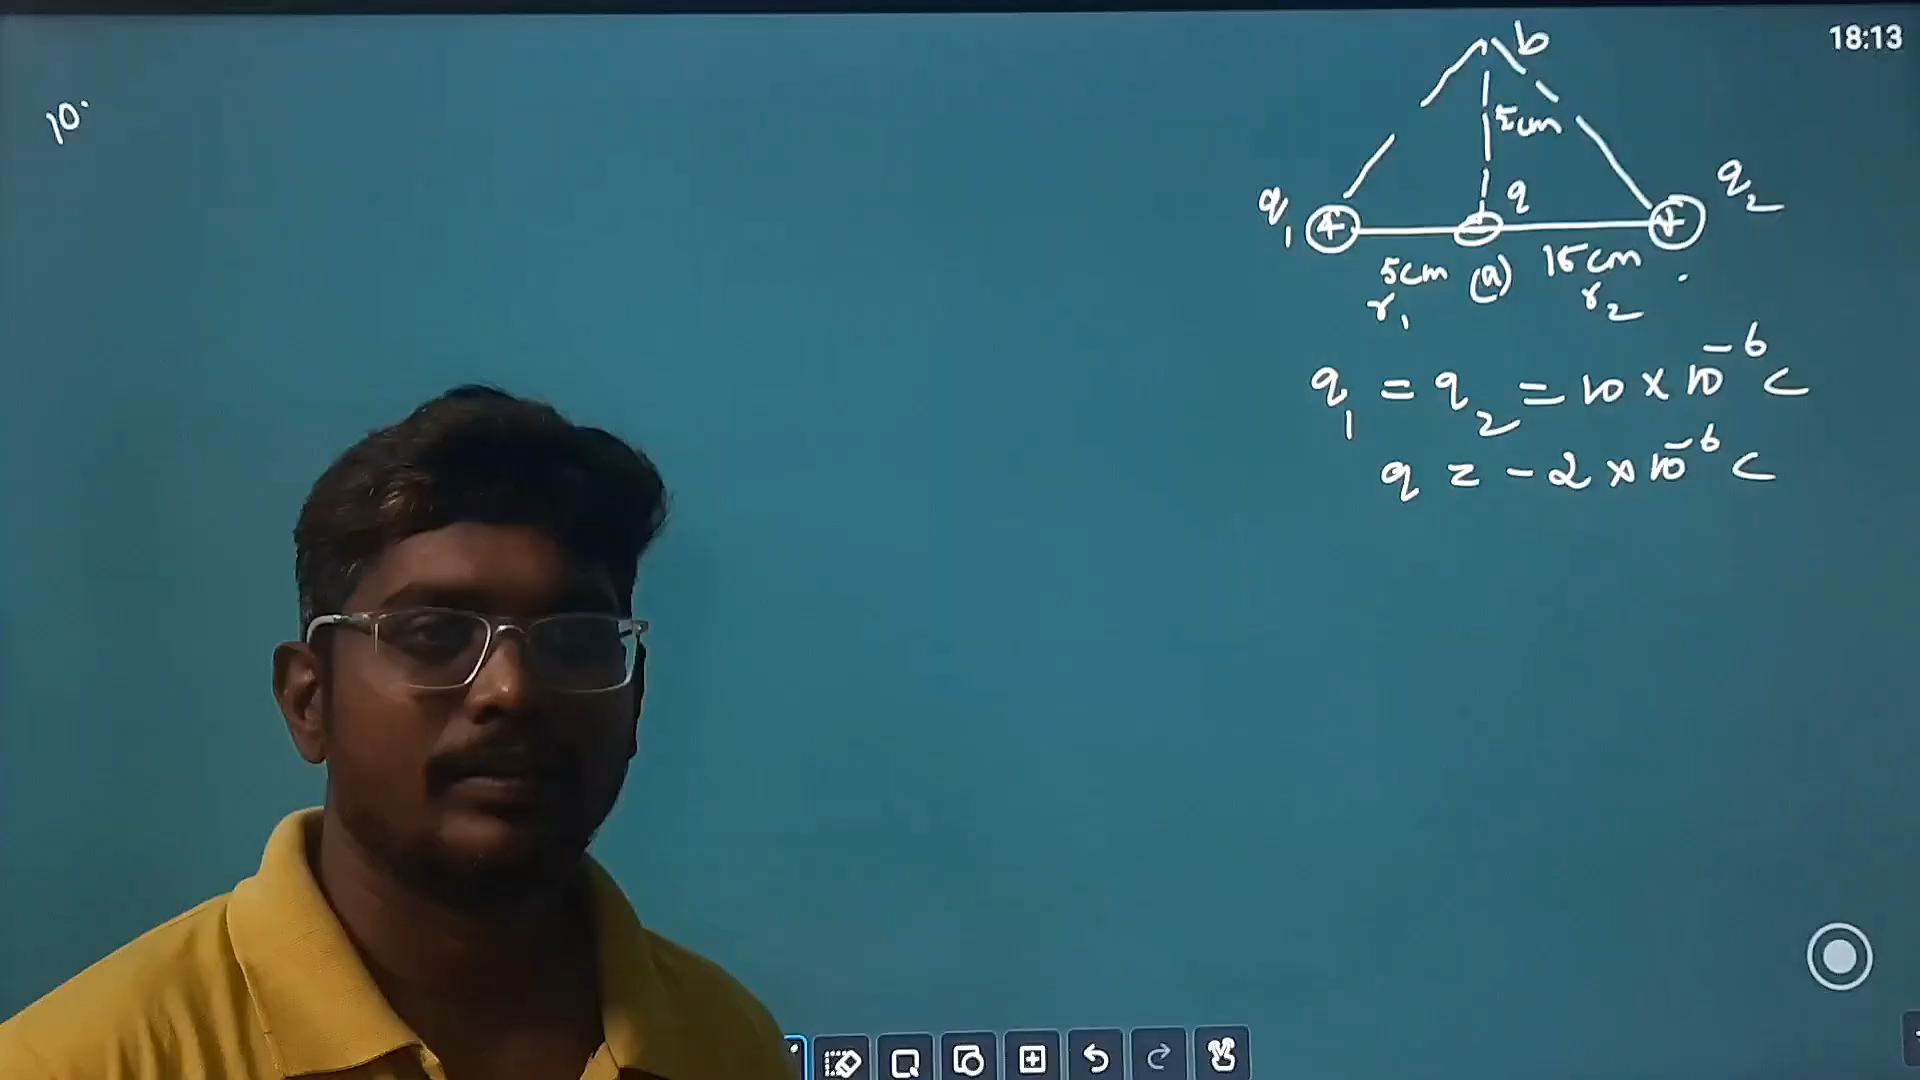 18:13
10.
b
5cm
q₁ + q + q₂
5cm (a) 15cm
r₁ r₂
q₁ = q₂ = 10 × 10⁻⁶ C
q = -2 × 10⁻⁶ C